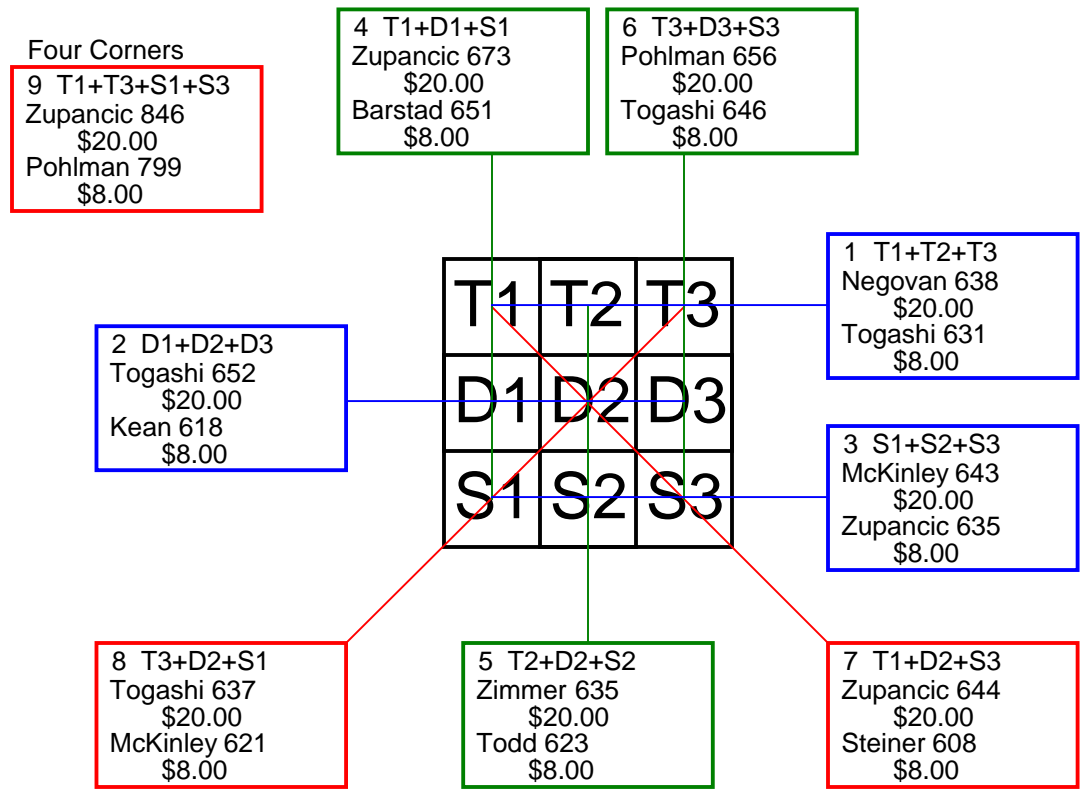 Four Corners
9  T1+T3+S1+S3
Zupancic 846
$20.00
Pohlman 799
$8.00
4  T1+D1+S1
Zupancic 673
$20.00
Barstad 651
$8.00
6  T3+D3+S3
Pohlman 656
$20.00
Togashi 646
$8.00
1  T1+T2+T3
Negovan 638
$20.00
Togashi 631
$8.00
T1 T2 T3
D1 D2 D3
S1 S2 S3
2  D1+D2+D3
Togashi 652
$20.00
Kean 618
$8.00
3  S1+S2+S3
McKinley 643
$20.00
Zupancic 635
$8.00
8  T3+D2+S1
Togashi 637
$20.00
McKinley 621
$8.00
5  T2+D2+S2
Zimmer 635
$20.00
Todd 623
$8.00
7  T1+D2+S3
Zupancic 644
$20.00
Steiner 608
$8.00